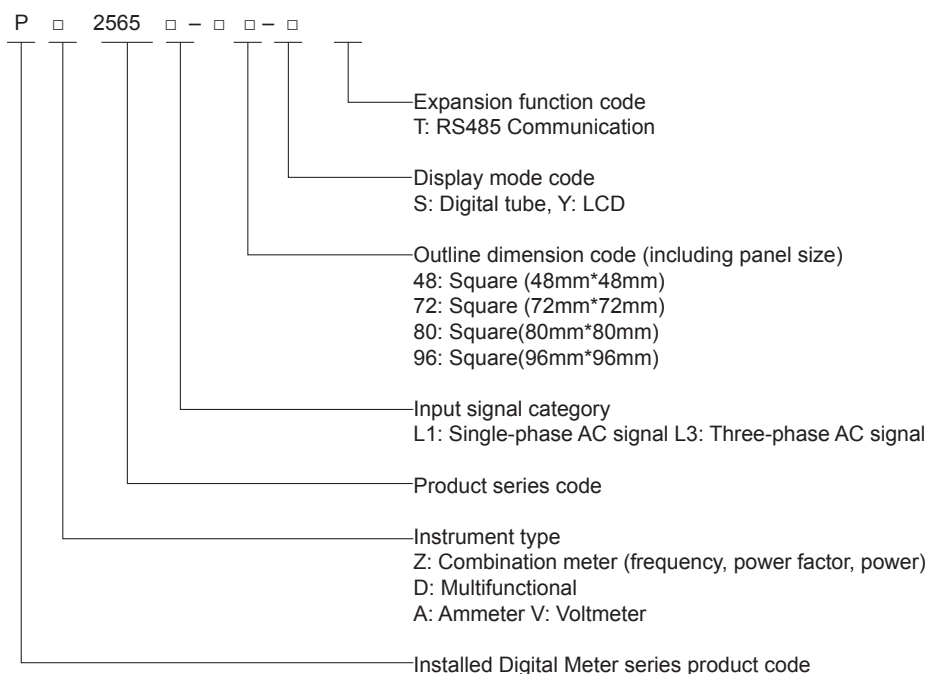 P □ 2565 □ – □ □ – □
Expansion function code
T: RS485 Communication
Display mode code
S: Digital tube, Y: LCD
Outline dimension code (including panel size)
48: Square (48mm*48mm)
72: Square (72mm*72mm)
80: Square(80mm*80mm)
96: Square(96mm*96mm)
Input signal category
L1: Single-phase AC signal L3: Three-phase AC signal
Product series code
Instrument type
Z: Combination meter (frequency, power factor, power)
D: Multifunctional
A: Ammeter V: Voltmeter
Installed Digital Meter series product code